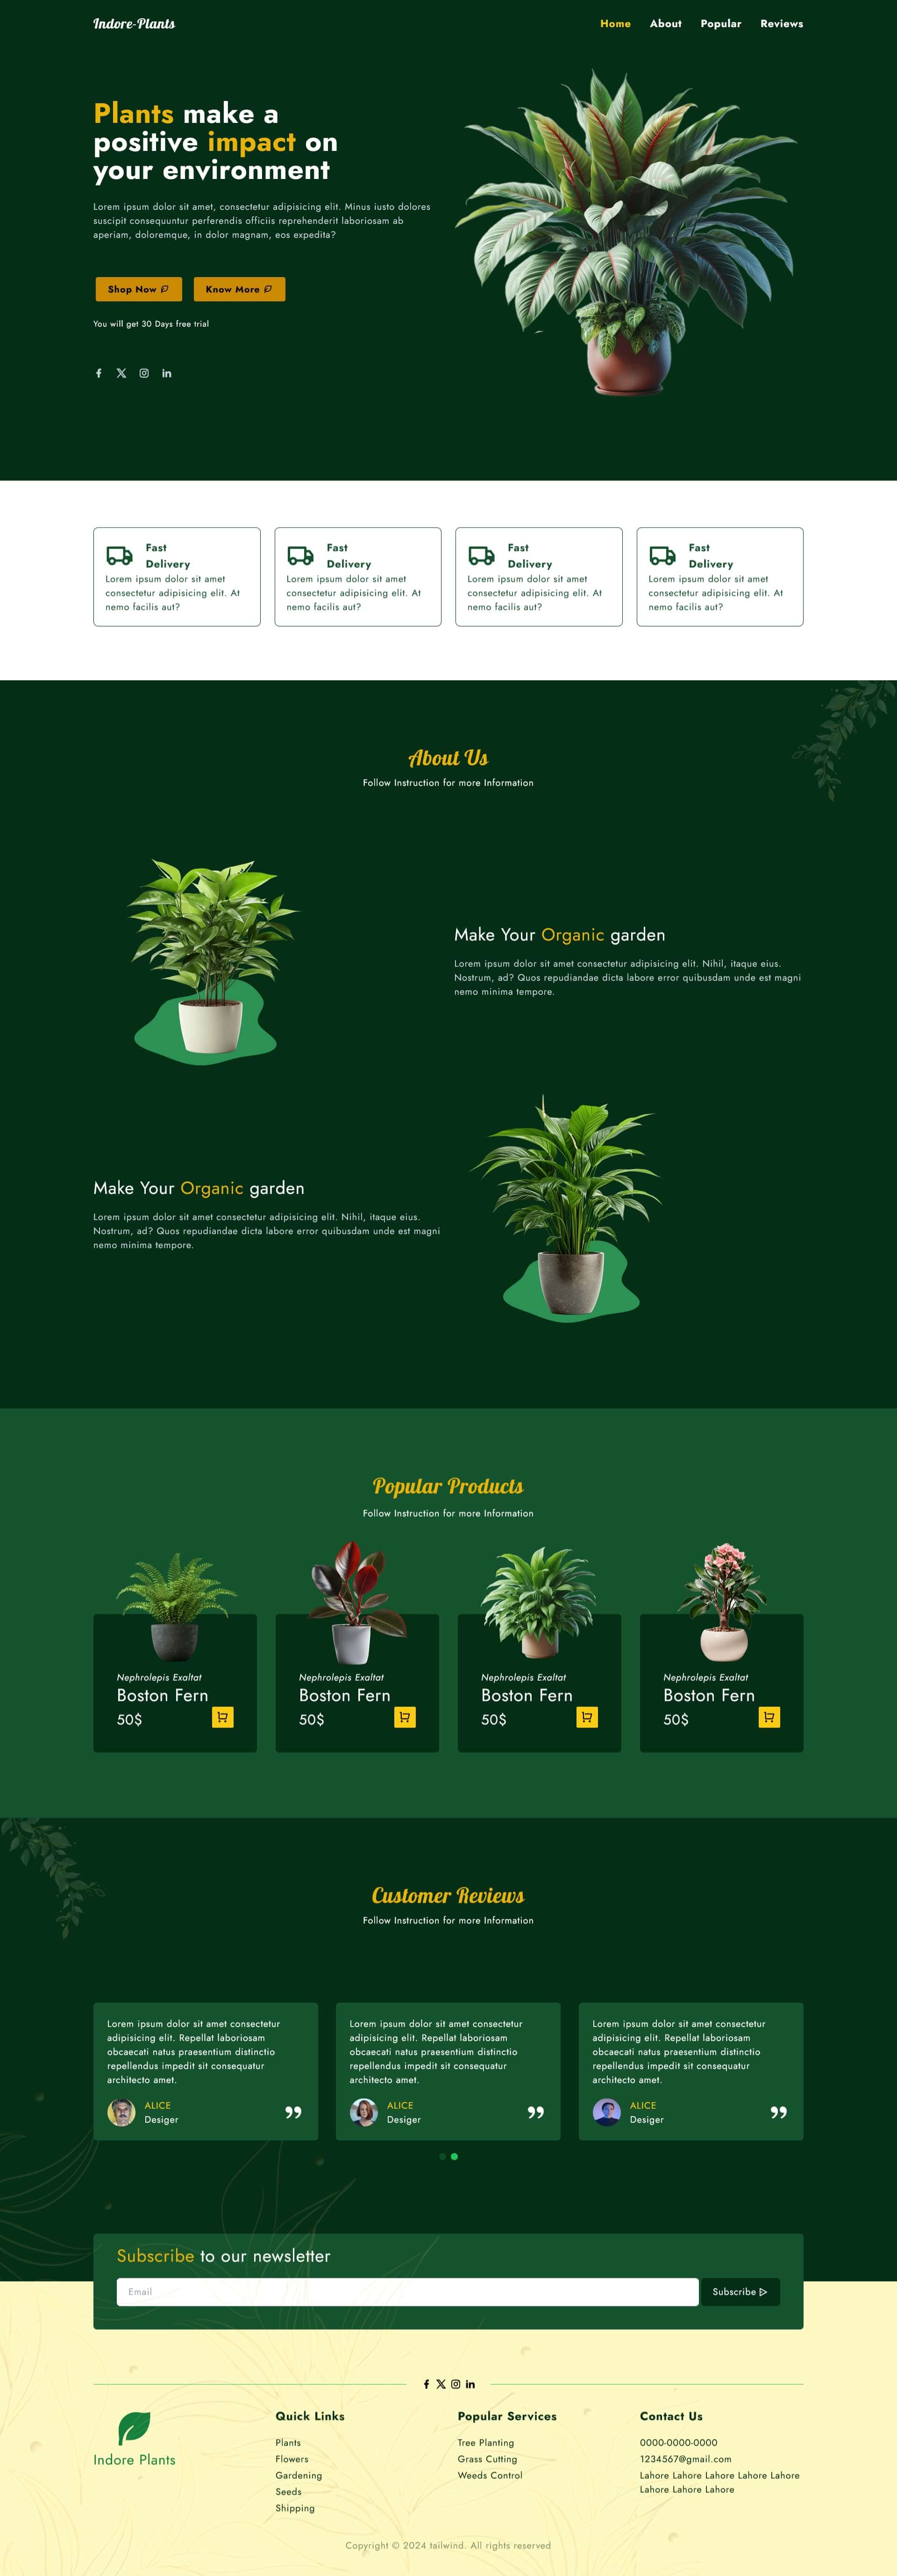 Indore-Plants
Home About Popular Reviews
Plants make a
positive impact on
your environment
Lorem ipsum dolor sit amet, consectetur adipisicing elit. Minus iusto dolores
suscipit consequuntur perferendis officiis reprehenderit laboriosam ab
aperiam, doloremque, in dolor magnam, eos expedita?
Shop Now Know More
You will get 30 Days free trial
Fast
Delivery
Lorem ipsum dolor sit amet
consectetur adipisicing elit. At
nemo facilis aut?
Fast
Delivery
Lorem ipsum dolor sit amet
consectetur adipisicing elit. At
nemo facilis aut?
Fast
Delivery
Lorem ipsum dolor sit amet
consectetur adipisicing elit. At
nemo facilis aut?
Fast
Delivery
Lorem ipsum dolor sit amet
consectetur adipisicing elit. At
nemo facilis aut?
About Us
Follow Instruction for more Information
Make Your Organic garden
Lorem ipsum dolor sit amet consectetur adipisicing elit. Nihil, itaque eius.
Nostrum, ad? Quos repudiandae dicta labore error quibusdam unde est magni
nemo minima tempore.
Make Your Organic garden
Lorem ipsum dolor sit amet consectetur adipisicing elit. Nihil, itaque eius.
Nostrum, ad? Quos repudiandae dicta labore error quibusdam unde est magni
nemo minima tempore.
Popular Products
Follow Instruction for more Information
Nephrolepis Exaltat
Boston Fern
50$
Nephrolepis Exaltat
Boston Fern
50$
Nephrolepis Exaltat
Boston Fern
50$
Nephrolepis Exaltat
Boston Fern
50$
Customer Reviews
Follow Instruction for more Information
Lorem ipsum dolor sit amet consectetur
adipisicing elit. Repellat laboriosam
obcaecati natus praesentium distinctio
repellendus impedit sit consequatur
architecto amet.
ALICE
Desiger
Lorem ipsum dolor sit amet consectetur
adipisicing elit. Repellat laboriosam
obcaecati natus praesentium distinctio
repellendus impedit sit consequatur
architecto amet.
ALICE
Desiger
Lorem ipsum dolor sit amet consectetur
adipisicing elit. Repellat laboriosam
obcaecati natus praesentium distinctio
repellendus impedit sit consequatur
architecto amet.
ALICE
Desiger
Subscribe to our newsletter
Email
Subscribe
Indore Plants
Quick Links
Plants
Flowers
Gardening
Seeds
Shipping
Popular Services
Tree Planting
Grass Cutting
Weeds Control
Contact Us
0000-0000-0000
1234567@gmail.com
Lahore Lahore Lahore Lahore Lahore
Lahore Lahore Lahore
Copyright © 2024 tailwind. All rights reserved